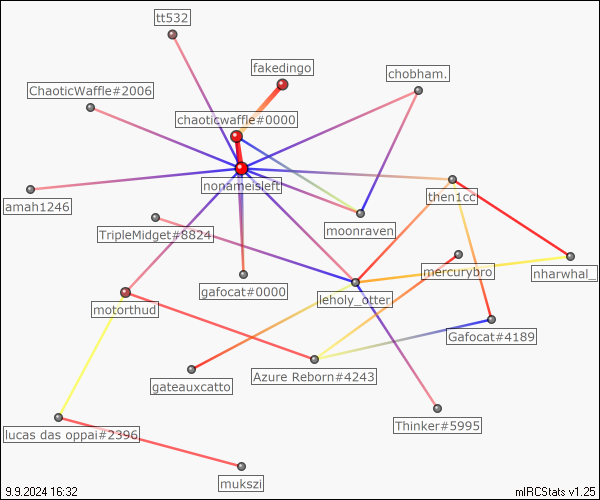 tt532
fakedingo
chobham.
ChaoticWaffle#2006
chaoticwaffle#0000
nonameisleft
then1cc
amah1246
moonraven
TripleMidget#8824
mercurybro
nharwhal_
gafocat#0000
leholy_otter
motorthud
Gafocat#4189
Azure Reborn#4243
gateauxcatto
Thinker#5995
lucas das oppai#2396
mukszi
9.9.2024 16:32
mIRCStats v1.25